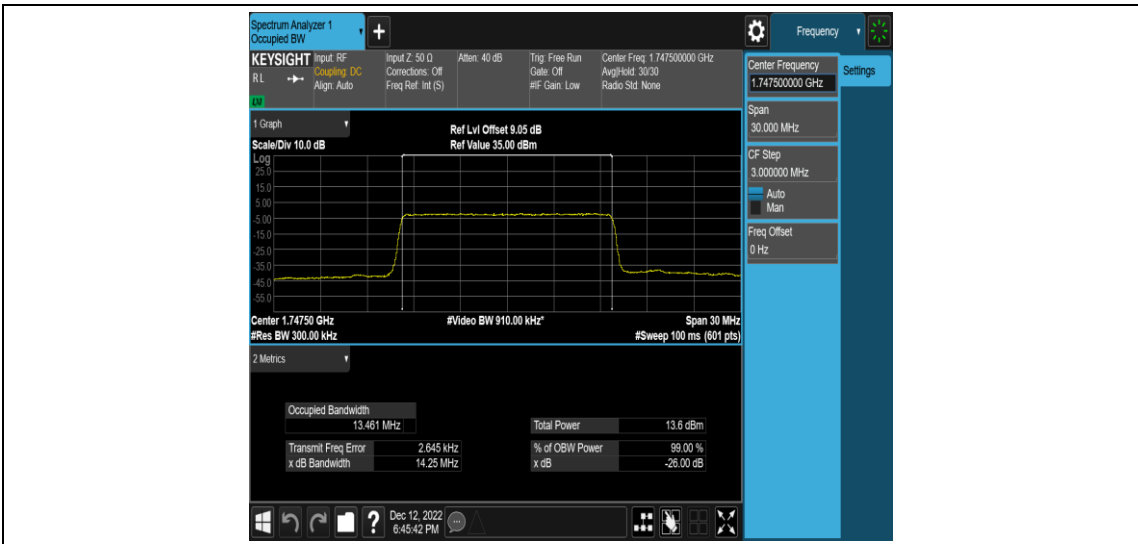 Spectrum Analyzer 1
Occupied BW
+
Frequency
KEYSIGHT
RL
LXI
Input: RF
Coupling: DC
Align: Auto
Input Z: 50 Ω
Corrections: Off
Freq Ref: Int (S)
Atten: 40 dB
Trig: Free Run
Gate: Off
#IF Gain: Low
Center Freq: 1.747500000 GHz
Avg|Hold: 30/30
Radio Std: None
Center Frequency
1.747500000 GHz
Settings
Span
30.000 MHz
CF Step
3.000000 MHz
Auto
Man
Freq Offset
0 Hz
1 Graph
Scale/Div 10.0 dB
Ref Lvl Offset 9.05 dB
Ref Value 35.00 dBm
Log
25.0
15.0
5.00
-5.00
-15.0
-25.0
-35.0
-45.0
-55.0
Center 1.74750 GHz
#Video BW 910.00 kHz*
Span 30 MHz
#Res BW 300.00 kHz
#Sweep 100 ms (601 pts)
2 Metrics
Occupied Bandwidth
13.461 MHz
Total Power 13.6 dBm
Transmit Freq Error 2.645 kHz
% of OBW Power 99.00 %
x dB Bandwidth 14.25 MHz
x dB -26.00 dB
?
Dec 12, 2022
6:45:42 PM